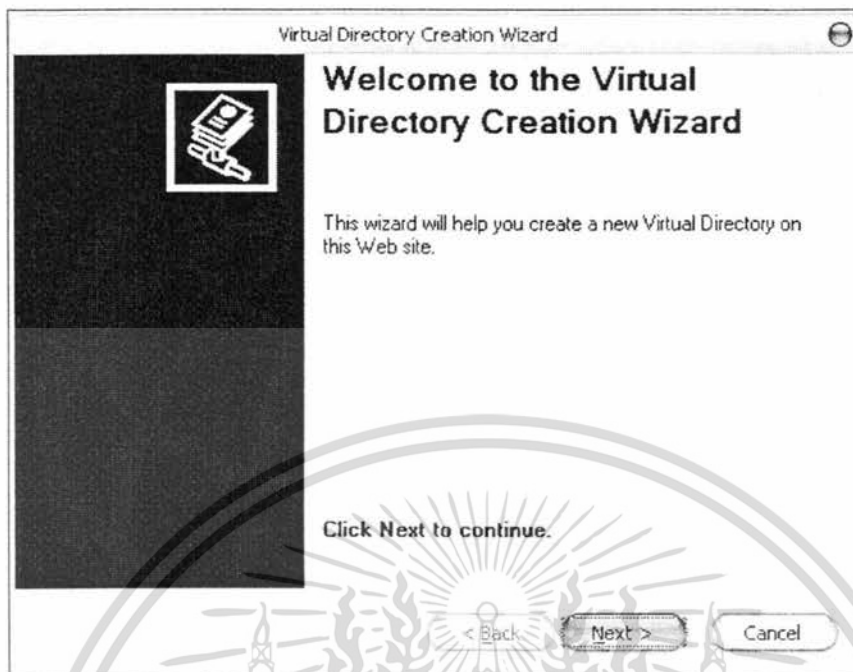 Virtual Directory Creation Wizard
Welcome to the Virtual
Directory Creation Wizard
This wizard will help you create a new Virtual Directory on
this Web site.
Click Next to continue.
< Back
Next >
Cancel